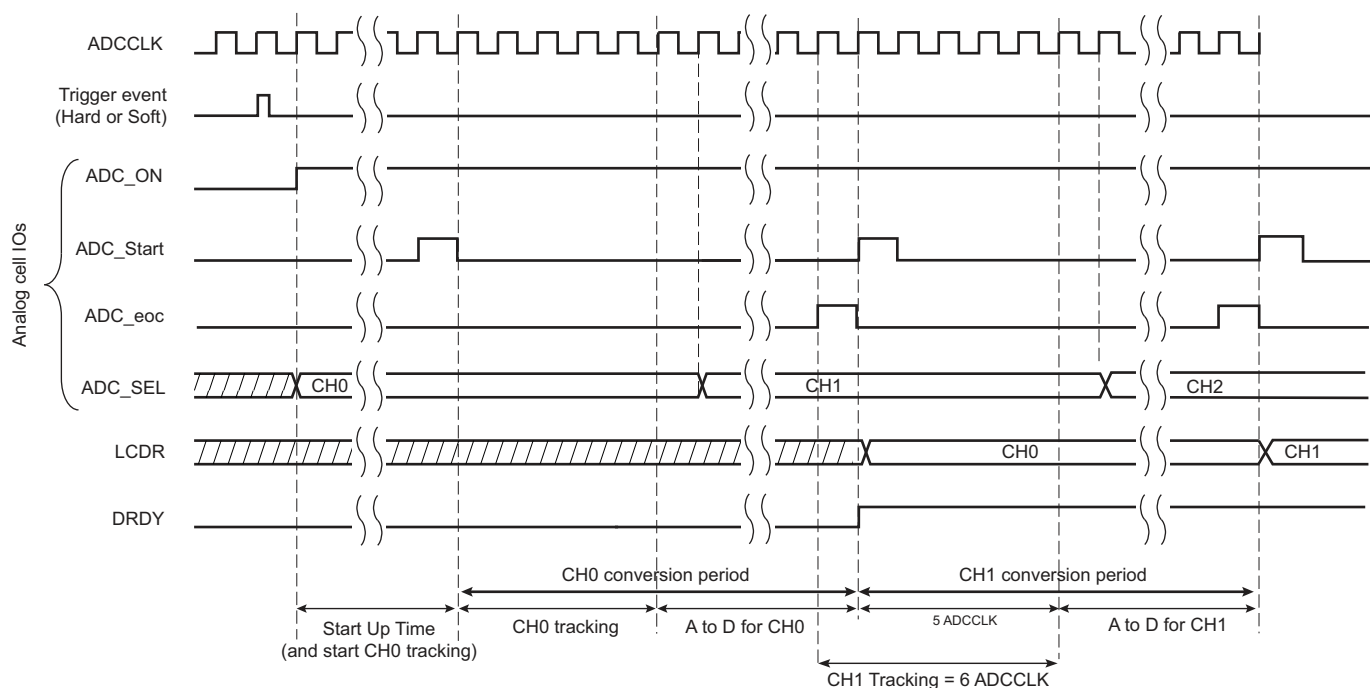 ADCCLK
Trigger event
(Hard or Soft)
Analog cell IOs
ADC_ON
ADC_Start
ADC_eoc
ADC_SEL
CH0
CH1
CH2
LCDR
CH0
CH1
DRDY
CH0 conversion period
CH1 conversion period
Start Up Time
(and start CH0 tracking)
CH0 tracking
A to D for CH0
5 ADCCLK
A to D for CH1
CH1 Tracking = 6 ADCCLK